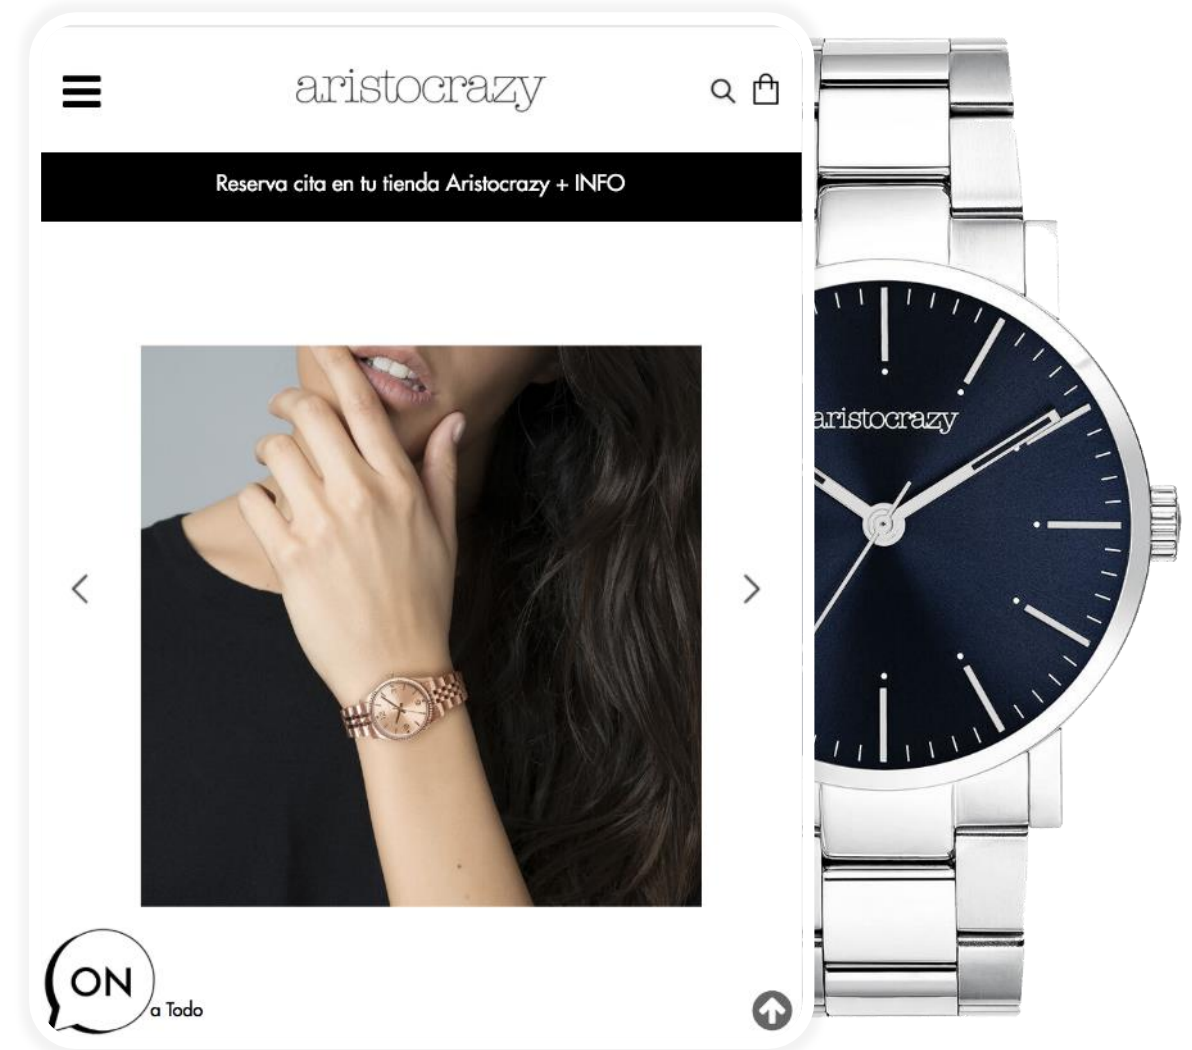 aristocrazy
Reserva cita en tu tienda Aristocrazy + INFO
aristocrazy
ON
a Todo